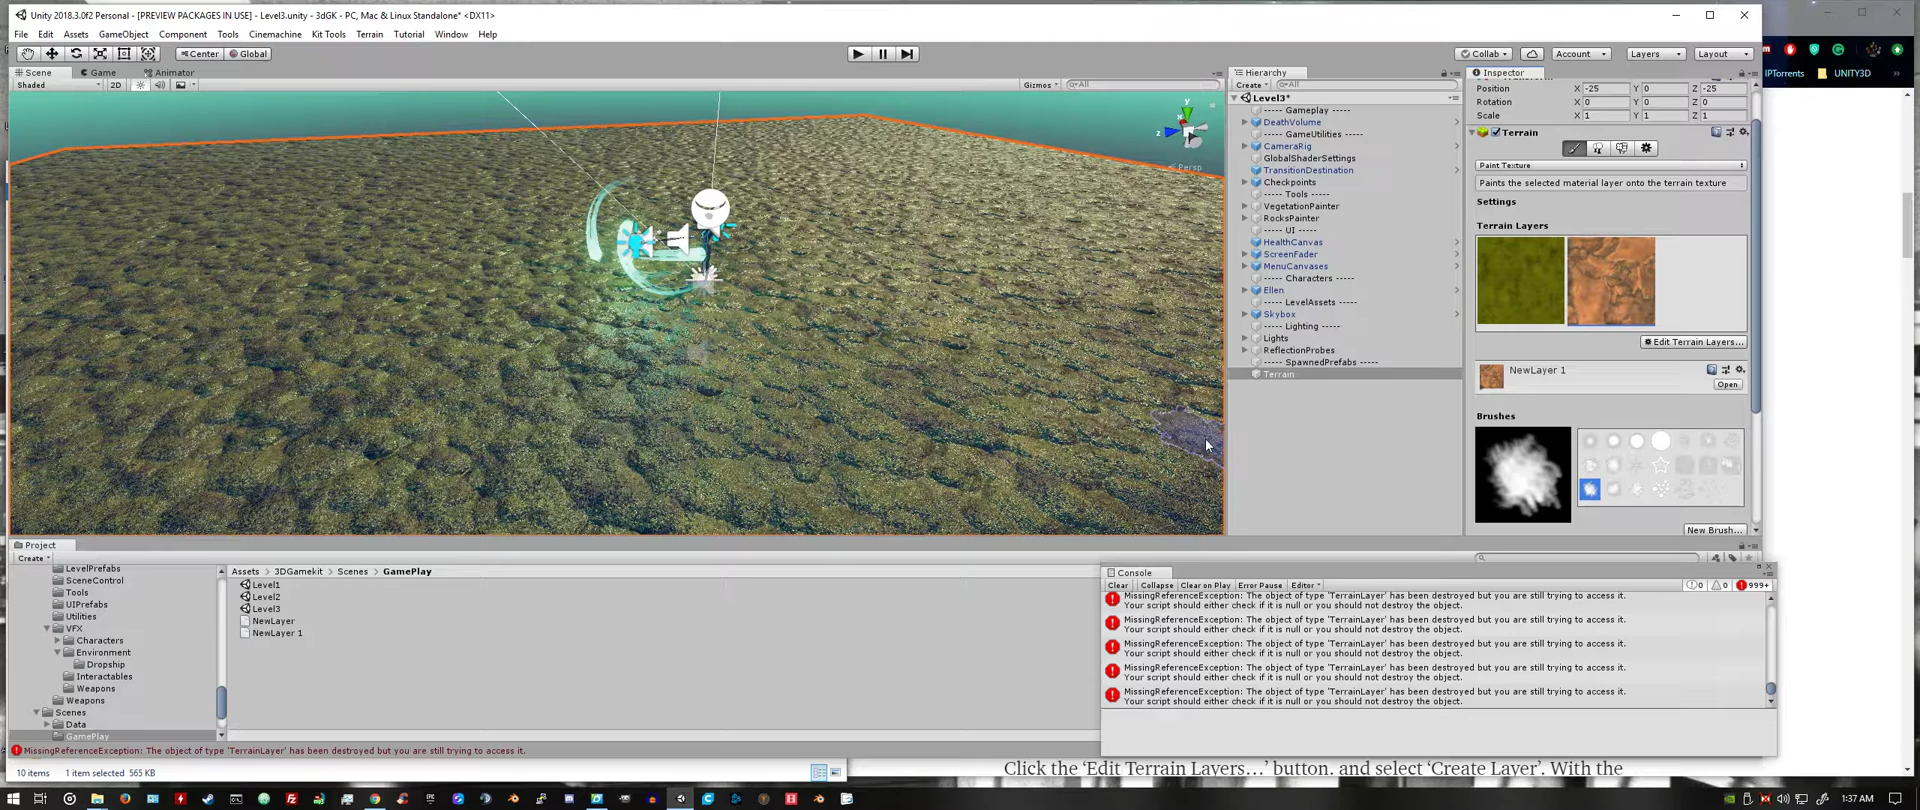 Unity 2018.3.0f2 Personal - [PREVIEW PACKAGES IN USE] - Level3.unity - 3dGK - PC, Mac & Linux Standalone* <DX11>
File Edit Assets GameObject Component Tools Cinemachine Kit Tools Terrain Tutorial Window Help
Center Global Collab Account Layers Layout
IPTorrents UNITY3D
Scene Game Animator
Shaded 2D Gizmos All
y
x
z
Persp
Hierarchy
Create All
Level3*
----- Gameplay -----
DeathVolume
----- GameUtilities -----
CameraRig
GlobalShaderSettings
TransitionDestination
Checkpoints
----- Tools -----
VegetationPainter
RocksPainter
----- UI -----
HealthCanvas
ScreenFader
MenuCanvases
----- Characters -----
Ellen
----- LevelAssets -----
Skybox
----- Lighting -----
Lights
ReflectionProbes
----- SpawnedPrefabs -----
Terrain
Inspector
Position X -25 Y 0 Z -25
Rotation X 0 Y 0 Z 0
Scale X 1 Y 1 Z 1
Terrain
Paint Texture
Paints the selected material layer onto the terrain texture
Settings
Terrain Layers
Edit Terrain Layers...
NewLayer 1
Open
Brushes
New Brush...
Project
Create
LevelPrefabs
SceneControl
Tools
UIPrefabs
Utilities
VFX
Characters
Environment
Dropship
Interactables
Weapons
Weapons
Scenes
Data
GamePlay
Assets 3DGamekit Scenes GamePlay
Level1
Level2
Level3
NewLayer
NewLayer 1
Console
Clear Collapse Clear on Play Error Pause Editor 0 0 999+
MissingReferenceException: The object of type 'TerrainLayer' has been destroyed but you are still trying to access it.
Your script should either check if it is null or you should not destroy the object.
MissingReferenceException: The object of type 'TerrainLayer' has been destroyed but you are still trying to access it.
Your script should either check if it is null or you should not destroy the object.
MissingReferenceException: The object of type 'TerrainLayer' has been destroyed but you are still trying to access it.
Your script should either check if it is null or you should not destroy the object.
MissingReferenceException: The object of type 'TerrainLayer' has been destroyed but you are still trying to access it.
Your script should either check if it is null or you should not destroy the object.
MissingReferenceException: The object of type 'TerrainLayer' has been destroyed but you are still trying to access it.
Your script should either check if it is null or you should not destroy the object.
MissingReferenceException: The object of type 'TerrainLayer' has been destroyed but you are still trying to access it.
10 items 1 item selected 565 KB
Click the ‘Edit Terrain Layers…’ button. and select ‘Create Layer’. With the
1:37 AM